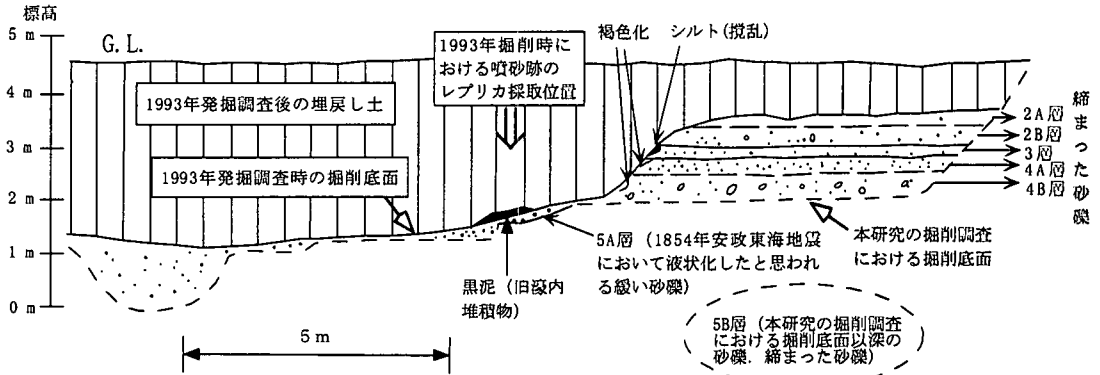 標高
5 m
4 m
3 m
2 m
1 m
0 m
G. L.
1993年発掘調査後の埋戻し土
1993年発掘調査時の掘削底面
1993年掘削時に
おける噴砂跡の
レプリカ採取位置
褐色化
シルト(撹乱)
2A層
2B層
3層
4A層
4B層
締まった砂礫
黒泥 (旧濠内
堆積物)
5A層 (1854年安政東海地震
において液状化したと思われ
る緩い砂礫)
本研究の掘削調査
における掘削底面
5B層 (本研究の掘削調査
における掘削底面以深の
砂礫. 締まった砂礫)
5 m